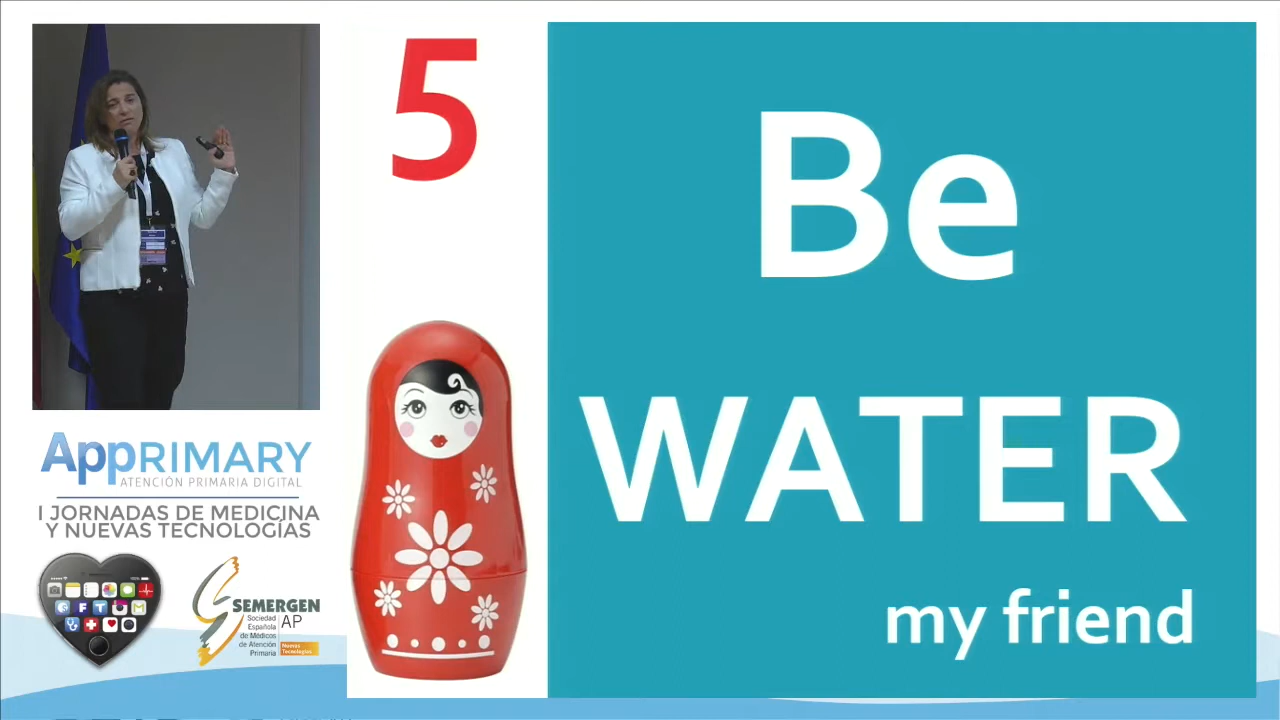 5
Be
WATER
my friend
APPRIMARY
ATENCIÓN PRIMARIA DIGITAL
I JORNADAS DE MEDICINA
Y NUEVAS TECNOLOGÍAS
SEMERGEN
AP
Sociedad
Española
de Médicos
de Atención
Primaria
Nuevas
Tecnologías